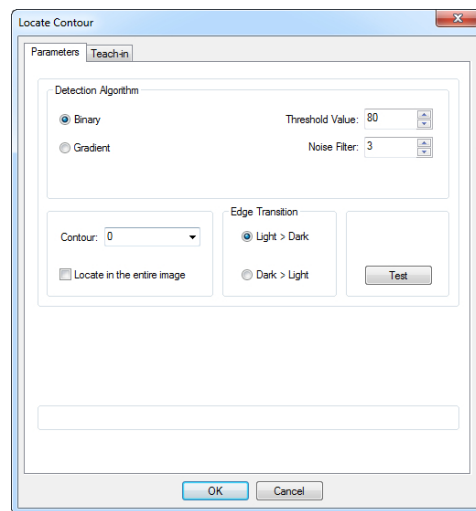 Locate Contour
Parameters Teach-in
Detection Algorithm
Binary Threshold Value: 80
Gradient Noise Filter: 3
Edge Transition
Contour: 0 Light > Dark
Locate in the entire image Dark > Light Test
OK Cancel